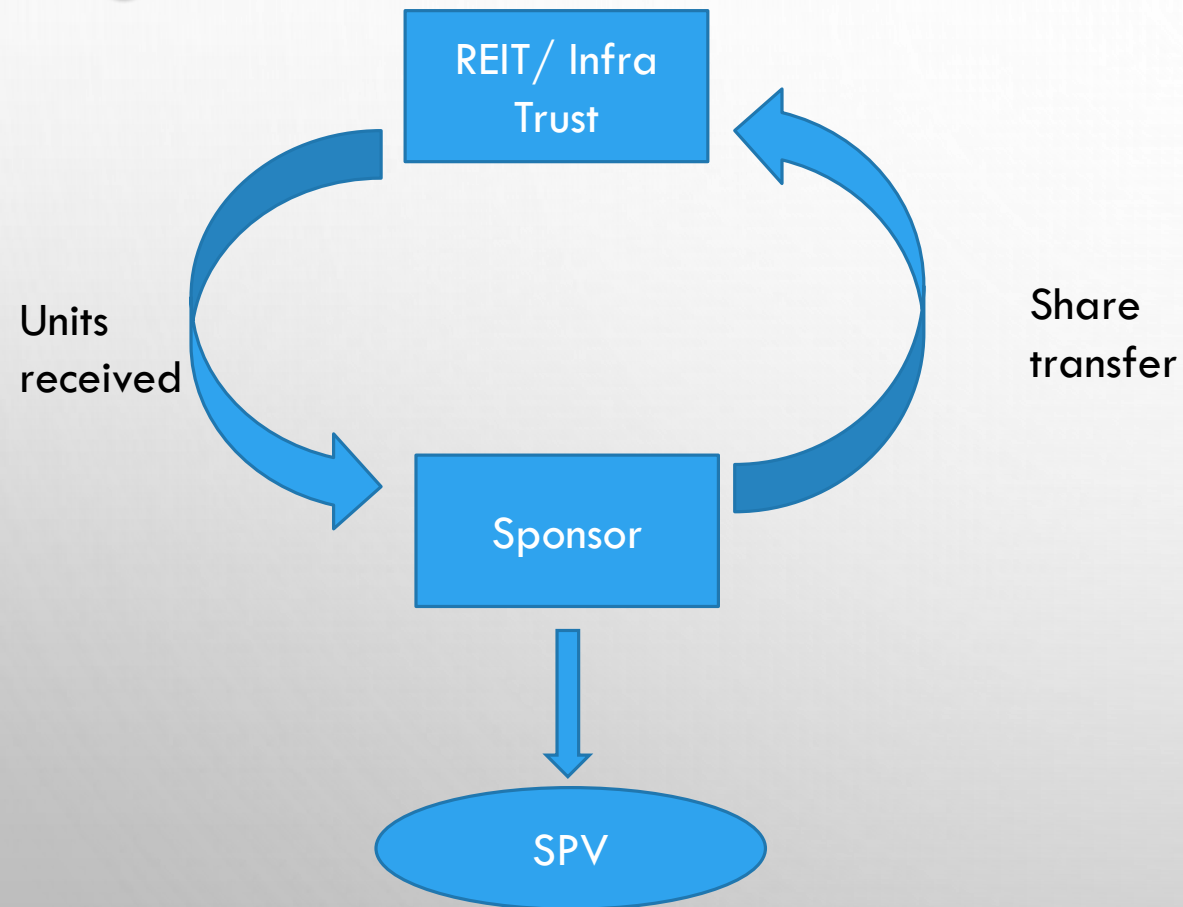 REIT/ Infra
Trust
Units
received
Share
transfer
Sponsor
SPV